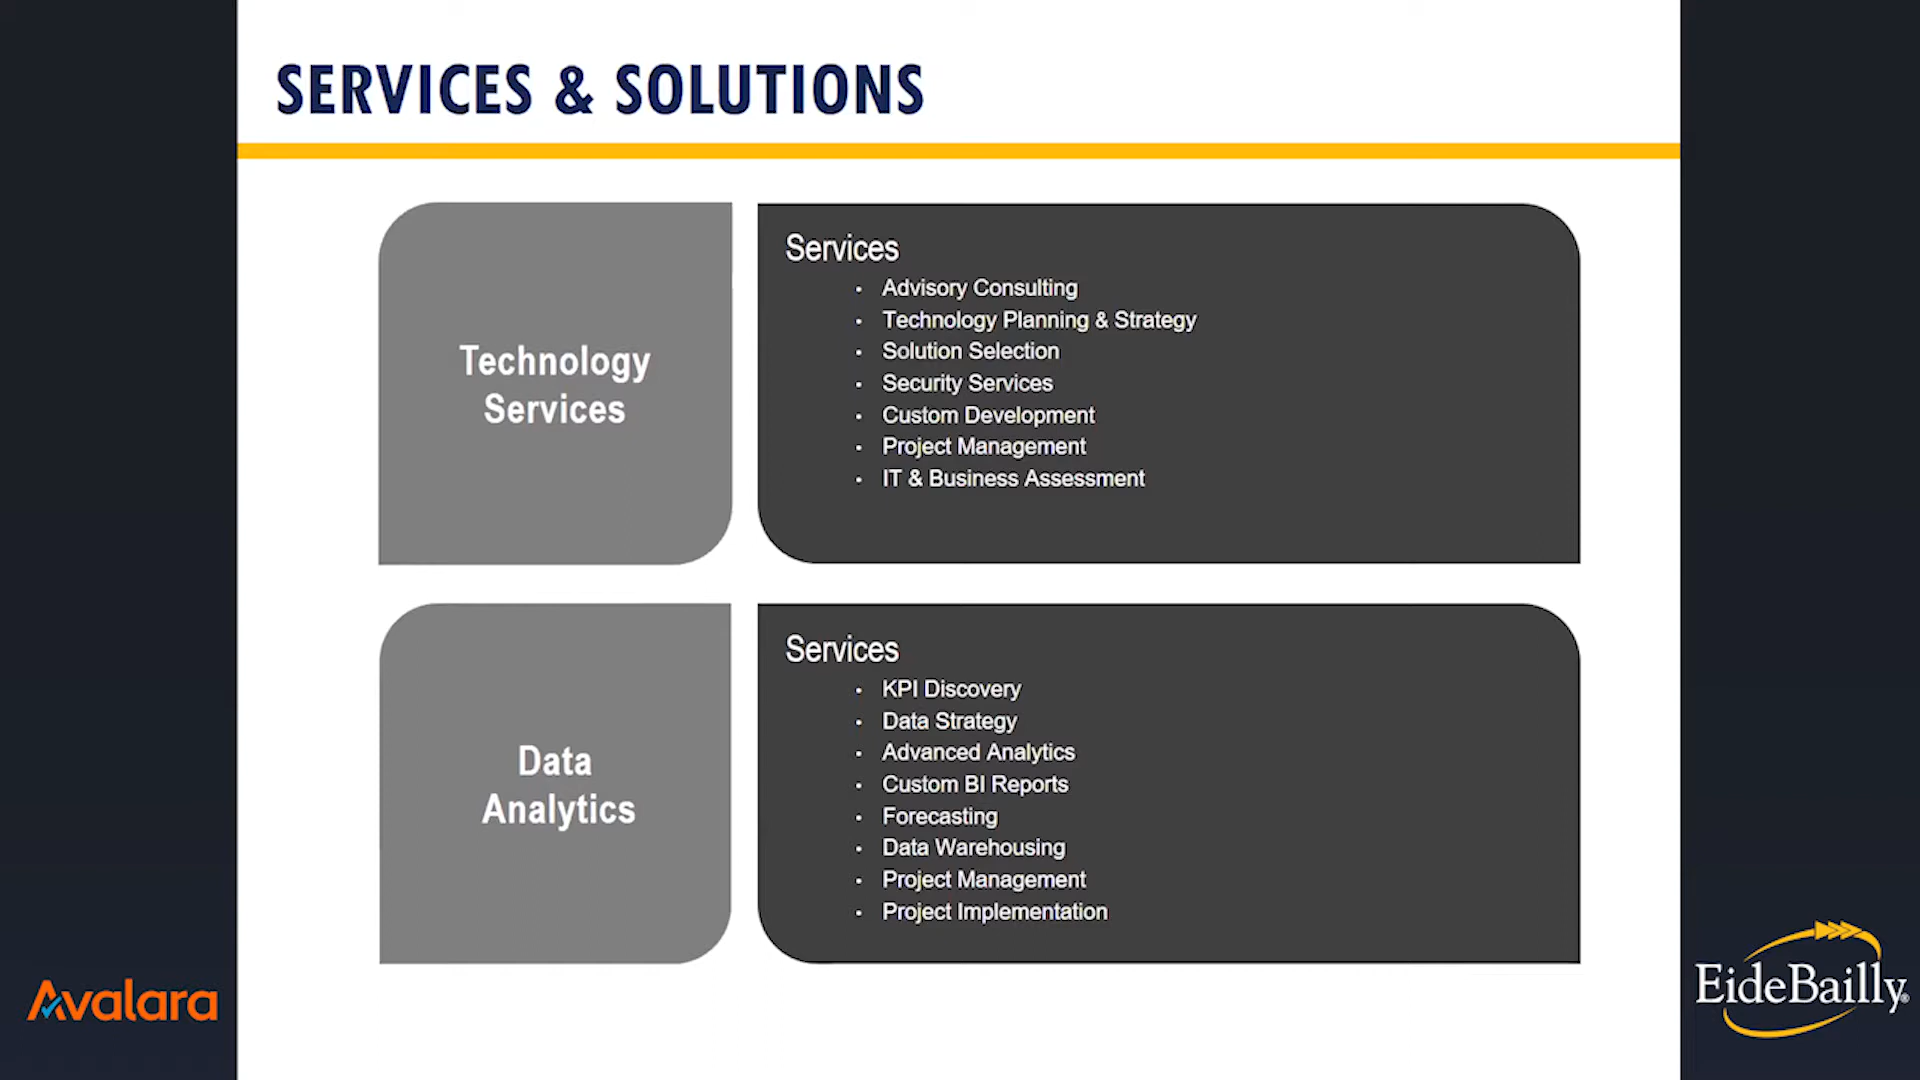 SERVICES & SOLUTIONS
Technology
Services
Services
· Advisory Consulting
· Technology Planning & Strategy
· Solution Selection
· Security Services
· Custom Development
· Project Management
· IT & Business Assessment
Data
Analytics
Services
· KPI Discovery
· Data Strategy
· Advanced Analytics
· Custom BI Reports
· Forecasting
· Data Warehousing
· Project Management
· Project Implementation
Avalara
EideBailly®